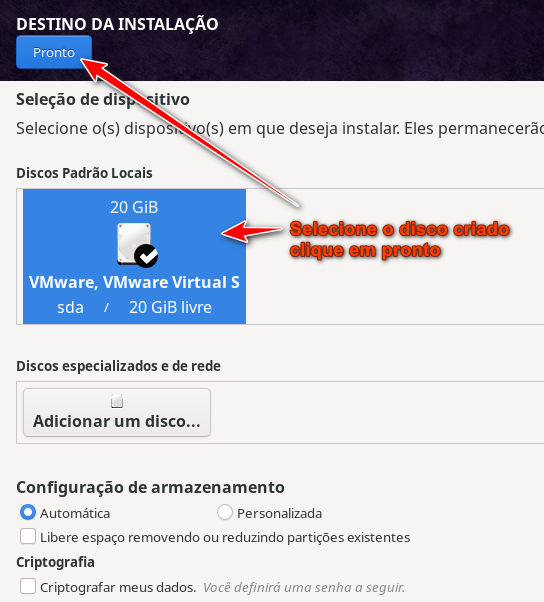 DESTINO DA INSTALAÇÃO
Pronto
Seleção de dispositivo
Selecione o(s) dispositivo(s) em que deseja instalar. Eles permanecerão
Discos Padrão Locais
20 GiB
VMware, VMware Virtual S
sda / 20 GiB livre
Selecione o disco criado
clique em pronto
Discos especializados e de rede
Adicionar um disco...
Configuração de armazenamento
Automática Personalizada
Libere espaço removendo ou reduzindo partições existentes
Criptografia
Criptografar meus dados. Você definirá uma senha a seguir.